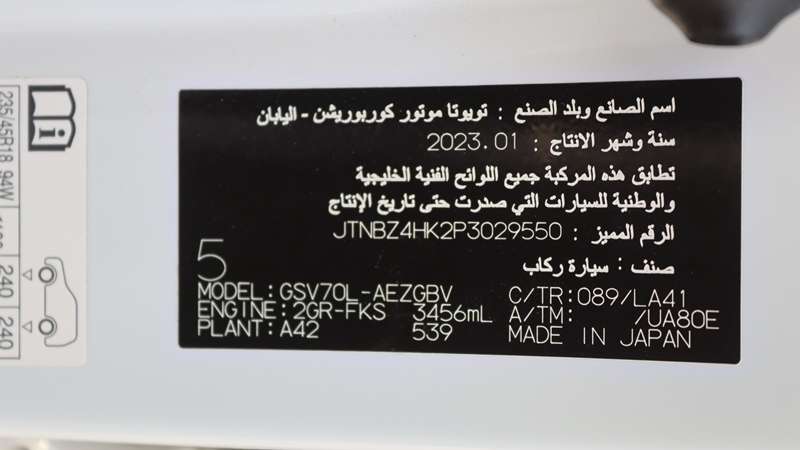 اسم الصانع وبلد الصنع : تويوتا موتور كوربوريشن - اليابان
سنة وشهر الانتاج : 2023.01
تطابق هذه المركبة جميع اللوائح الفنية الخليجية
والوطنية للسيارات التي صدرت حتى تاريخ الإنتاج
الرقم المميز : JTNBZ4HK2P3029550
صنف : سيارة ركاب
5
MODEL: GSV70L-AEZGBV C/TR: 089/LA41
ENGINE: 2GR-FKS 3456mL A/TM: /UA80E
PLANT: A42 539 MADE IN JAPAN
235/45R18 94W
240
240